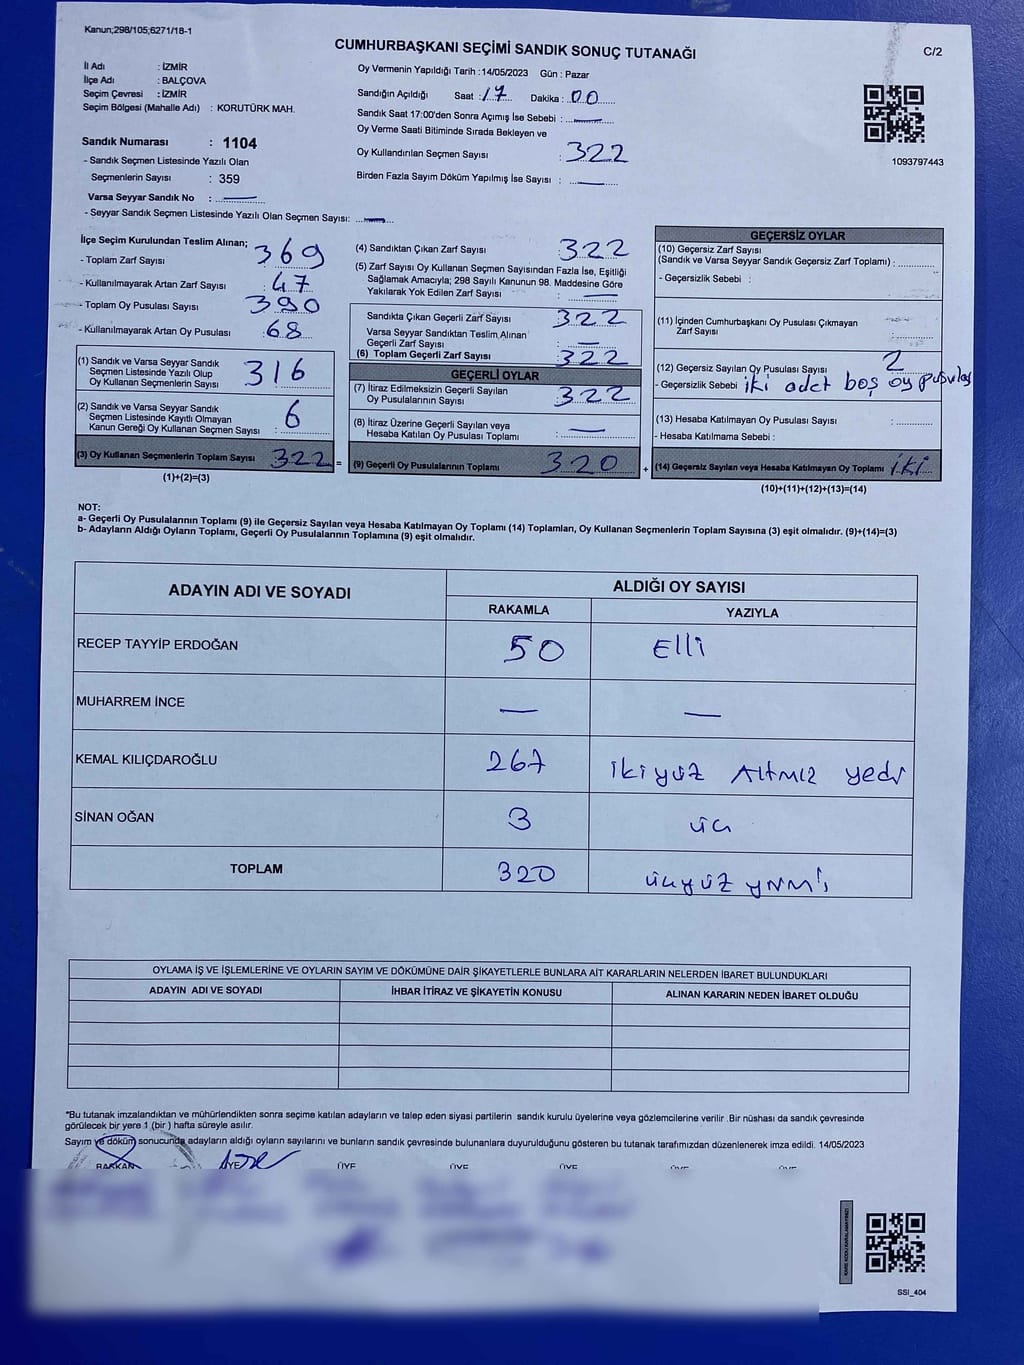 Kanun;298/105;6271/18-1
CUMHURBAŞKANI SEÇİMİ SANDIK SONUÇ TUTANAĞI
C/2
İl Adı : İZMİR
İlçe Adı : BALÇOVA
Seçim Çevresi : İZMİR
Seçim Bölgesi (Mahalle Adı) : KORUTÜRK MAH.
Sandık Numarası : 1104
- Sandık Seçmen Listesinde Yazılı Olan
Seçmenlerin Sayısı : 359
Varsa Seyyar Sandık No : —
- Seyyar Sandık Seçmen Listesinde Yazılı Olan Seçmen Sayısı: —
Oy Vermenin Yapıldığı Tarih :14/05/2023 Gün : Pazar
Sandığın Açıldığı Saat : 17 Dakika : 00
Sandık Saat 17:00'den Sonra Açımış İse Sebebi : —
Oy Verme Saati Bitiminde Sırada Bekleyen ve
Oy Kullandırılan Seçmen Sayısı : 322
Birden Fazla Sayım Döküm Yapılmış İse Sayısı : —
1093797443
İlçe Seçim Kurulundan Teslim Alınan;
- Toplam Zarf Sayısı : 369
- Kullanılmayarak Artan Zarf Sayısı : 47
- Toplam Oy Pusulası Sayısı : 390
- Kullanılmayarak Artan Oy Pusulası : 68
(1) Sandık ve Varsa Seyyar Sandık
Seçmen Listesinde Yazılı Olup
Oy Kullanan Seçmenlerin Sayısı : 316
(2) Sandık ve Varsa Seyyar Sandık
Seçmen Listesinde Kayıtlı Olmayan
Kanun Gereği Oy Kullanan Seçmen Sayısı : 6
(3) Oy Kullanan Seçmenlerin Toplam Sayısı : 322 =
(1)+(2)=(3)
(4) Sandıktan Çıkan Zarf Sayısı : 322
(5) Zarf Sayısı Oy Kullanan Seçmen Sayısından Fazla İse, Eşitliği
Sağlamak Amacıyla; 298 Sayılı Kanunun 98. Maddesine Göre
Yakılarak Yok Edilen Zarf Sayısı : —
Sandıkta Çıkan Geçerli Zarf Sayısı : 322
Varsa Seyyar Sandıktan Teslim Alınan
Geçerli Zarf Sayısı : —
(6) Toplam Geçerli Zarf Sayısı : 322
GEÇERLİ OYLAR
(7) İtiraz Edilmeksizin Geçerli Sayılan
Oy Pusulalarının Sayısı : 322
(8) İtiraz Üzerine Geçerli Sayılan veya
Hesaba Katılan Oy Pusulası Toplamı : —
(9) Geçerli Oy Pusulalarının Toplamı : 320 +
GEÇERSİZ OYLAR
(10) Geçersiz Zarf Sayısı
(Sandık ve Varsa Seyyar Sandık Geçersiz Zarf Toplamı) :
- Geçersizlik Sebebi :
(11) İçinden Cumhurbaşkanı Oy Pusulası Çıkmayan
Zarf Sayısı
(12) Geçersiz Sayılan Oy Pusulası Sayısı : 2
- Geçersizlik Sebebi : iki adet boş oy pusulas
(13) Hesaba Katılmayan Oy Pusulası Sayısı :
- Hesaba Katılmama Sebebi :
(14) Geçersiz Sayılan veya Hesaba Katılmayan Oy Toplamı : iki
(10)+(11)+(12)+(13)=(14)
NOT:
a- Geçerli Oy Pusulalarının Toplamı (9) ile Geçersiz Sayılan veya Hesaba Katılmayan Oy Toplamı (14) Toplamları, Oy Kullanan Seçmenlerin Toplam Sayısına (3) eşit olmalıdır. (9)+(14)=(3)
b- Adayların Aldığı Oyların Toplamı, Geçerli Oy Pusulalarının Toplamına (9) eşit olmalıdır.
ADAYIN ADI VE SOYADI ALDIĞI OY SAYISI
RAKAMLA YAZIYLA
RECEP TAYYİP ERDOĞAN 50 Elli
MUHARREM İNCE — —
KEMAL KILIÇDAROĞLU 267 ikiyüz Altmız yedi
SİNAN OĞAN 3 üç
TOPLAM 320 üçyüz yirmi
OYLAMA İŞ VE İŞLEMLERİNE VE OYLARIN SAYIM VE DÖKÜMÜNE DAİR ŞİKAYETLERLE BUNLARA AİT KARARLARIN NELERDEN İBARET BULUNDUKLARI
ADAYIN ADI VE SOYADI İHBAR İTİRAZ VE ŞİKAYETİN KONUSU ALINAN KARARIN NEDEN İBARET OLDUĞU
*Bu tutanak imzalandıktan ve mühürlendikten sonra seçime katılan adayların ve talep eden siyasi partilerin sandık kurulu üyelerine veya gözlemcilerine verilir .Bir nüshası da sandık çevresinde
görülecek bir yere 1 (bir ) hafta süreyle asılır.
Sayım ve döküm sonucunda adayların aldığı oyların sayılarını ve bunların sandık çevresinde bulunanlara duyurulduğunu gösteren bu tutanak tarafımızdan düzenlenerek imza edildi. 14/05/2023
BAŞKAN ÜYE ÜYE ÜYE ÜYE ÜYE ÜYE
SSI_404